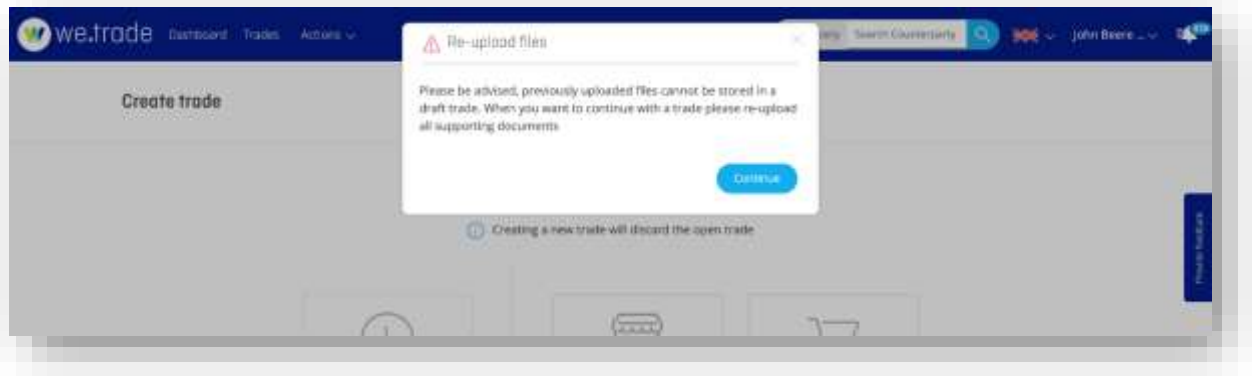 we.trade Dashboard Trades Actions Search Counterparty John Beere ...
Re-upload files
Please be advised, previously uploaded files cannot be stored in a
draft trade. When you want to continue with a trade please re-upload
all supporting documents
Create trade
Continue
Creating a new trade will discard the open trade
Provide feedback